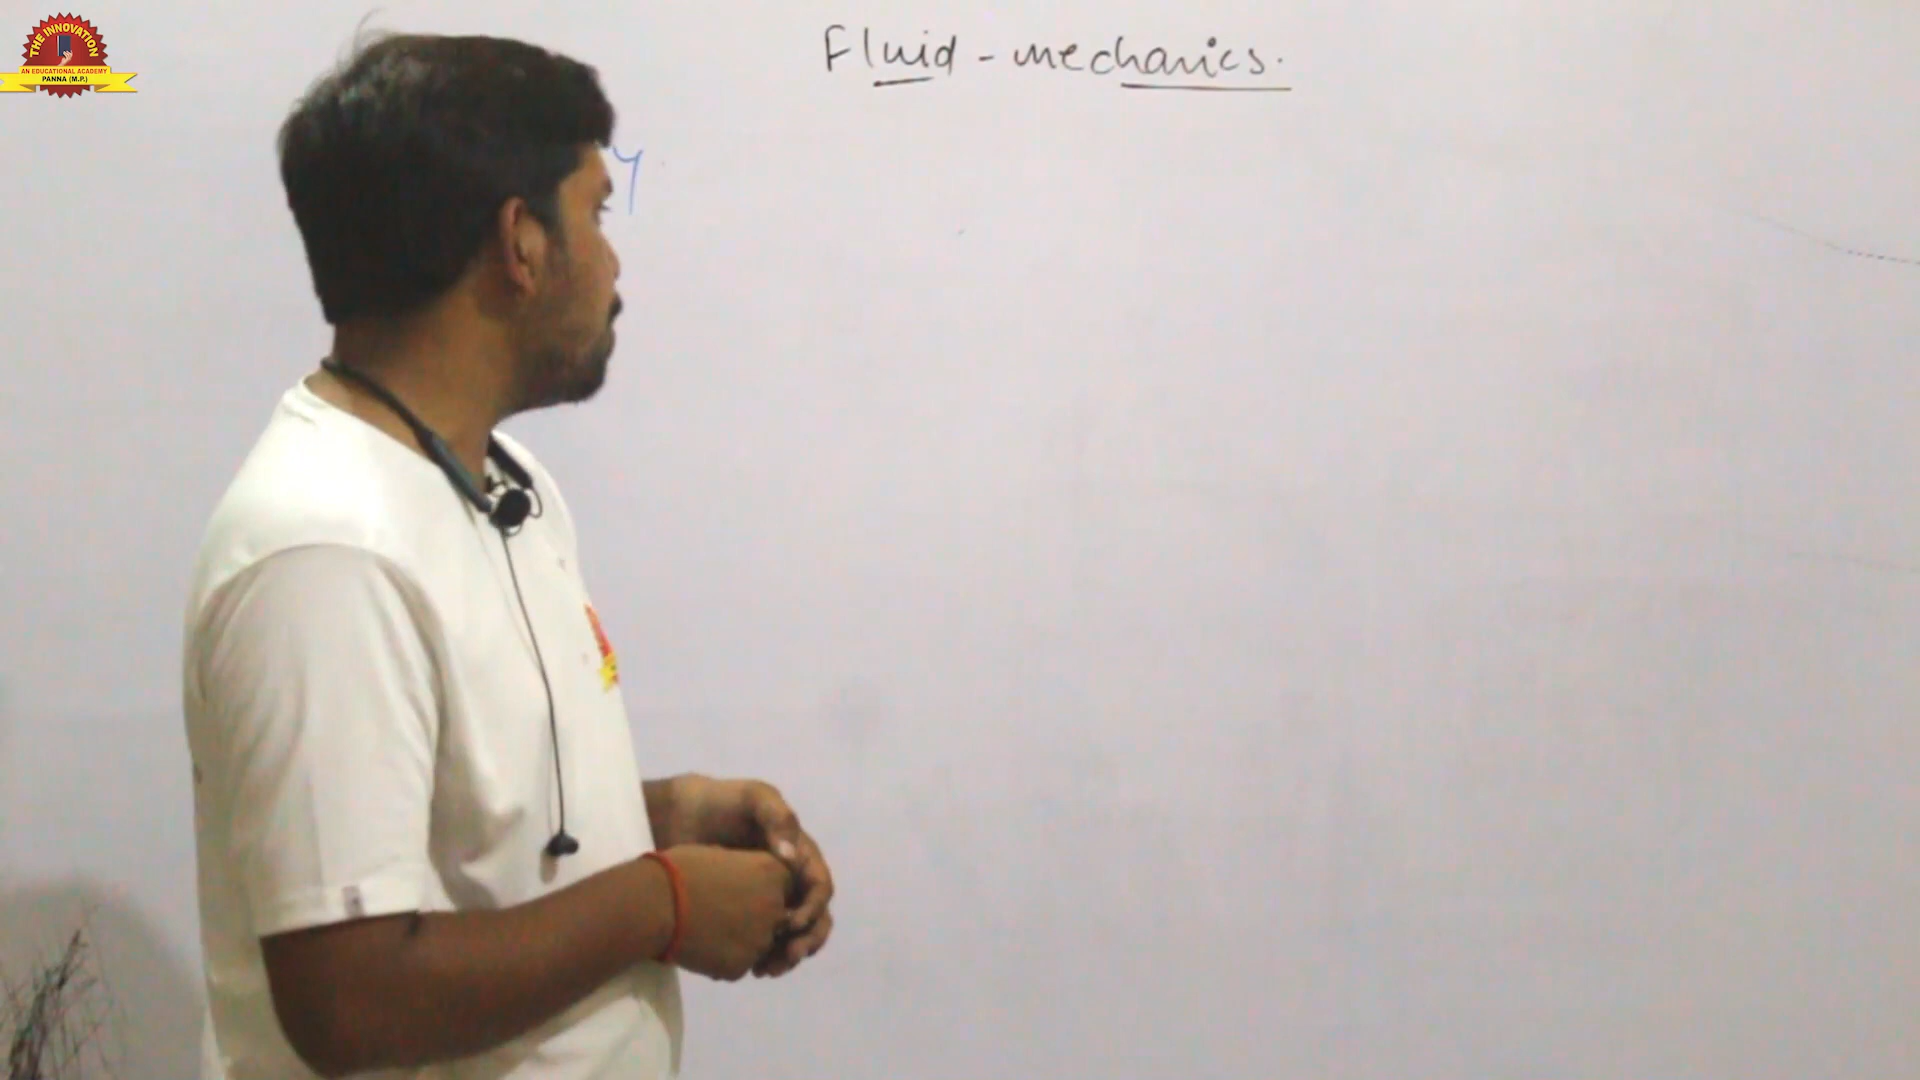 THE INNOVATION
AN EDUCATIONAL ACADEMY
PANNA (M.P.)
Fluid - mechanics.
y